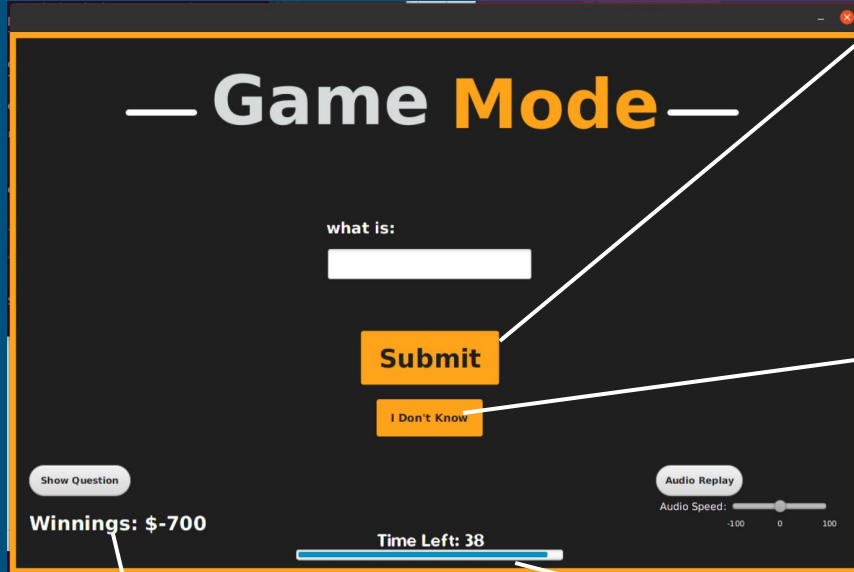 Game Mode
what is:
Submit
I Don't Know
Show Question
Audio Replay
Audio Speed:
-100 0 100
Winnings: $-700
Time Left: 38